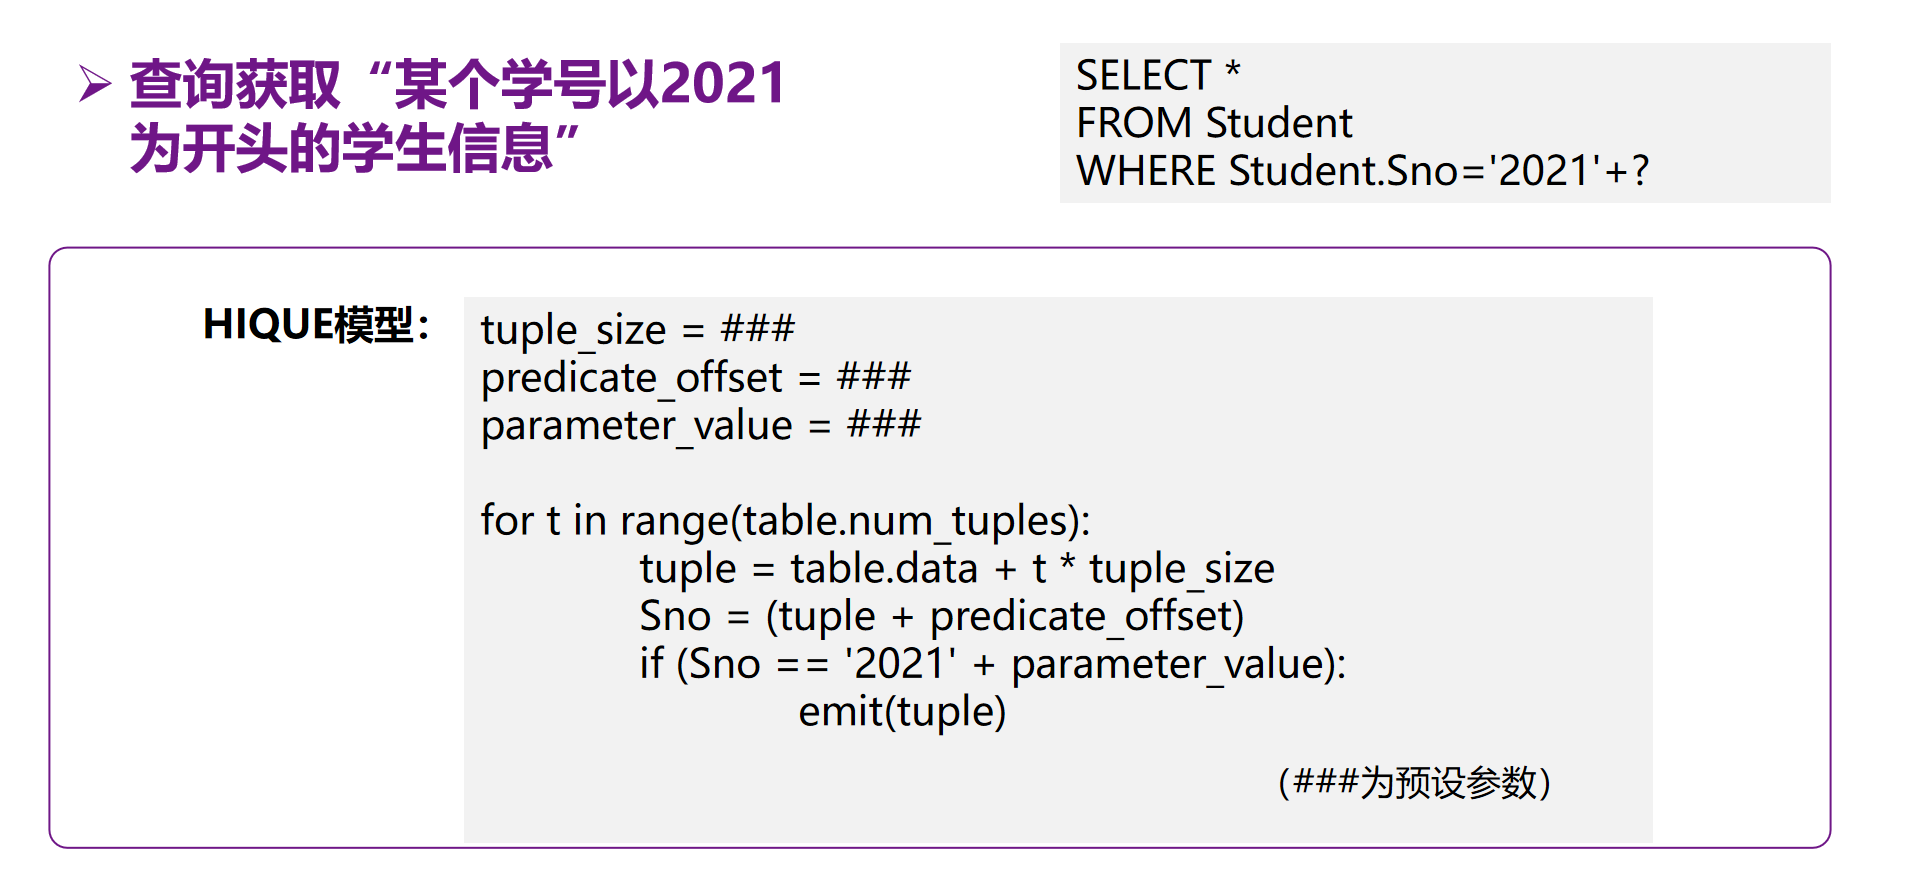 查询获取“某个学号以2021
为开头的学生信息”
SELECT *
FROM Student
WHERE Student.Sno='2021'+?
HIQUE模型：
tuple_size = ###
predicate_offset = ###
parameter_value = ###
for t in range(table.num_tuples):
tuple = table.data + t * tuple_size
Sno = (tuple + predicate_offset)
if (Sno == '2021' + parameter_value):
emit(tuple)
（###为预设参数）